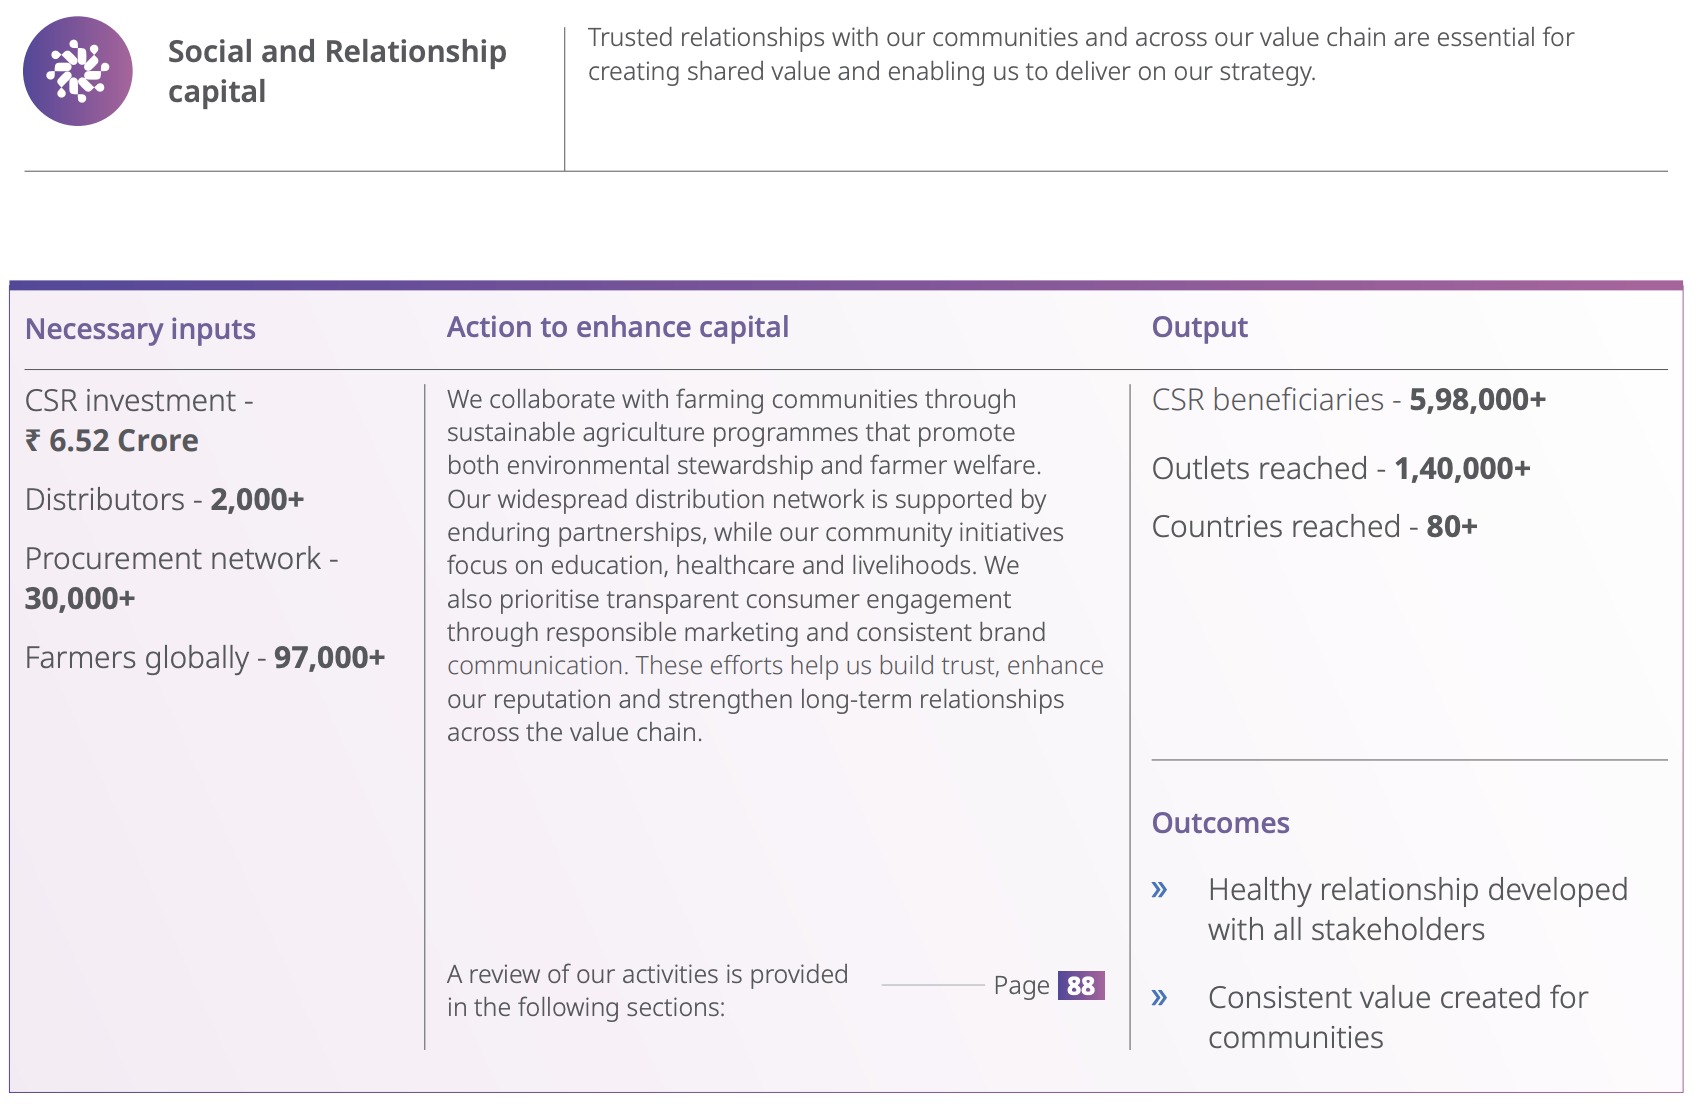 Social and Relationship
capital
Trusted relationships with our communities and across our value chain are essential for
creating shared value and enabling us to deliver on our strategy.
Necessary inputs
CSR investment -
₹ 6.52 Crore
Distributors - 2,000+
Procurement network -
30,000+
Farmers globally - 97,000+
Action to enhance capital
We collaborate with farming communities through
sustainable agriculture programmes that promote
both environmental stewardship and farmer welfare.
Our widespread distribution network is supported by
enduring partnerships, while our community initiatives
focus on education, healthcare and livelihoods. We
also prioritise transparent consumer engagement
through responsible marketing and consistent brand
communication. These efforts help us build trust, enhance
our reputation and strengthen long-term relationships
across the value chain.
A review of our activities is provided
in the following sections:
Page 88
Output
CSR beneficiaries - 5,98,000+
Outlets reached - 1,40,000+
Countries reached - 80+
Outcomes
» Healthy relationship developed
with all stakeholders
» Consistent value created for
communities